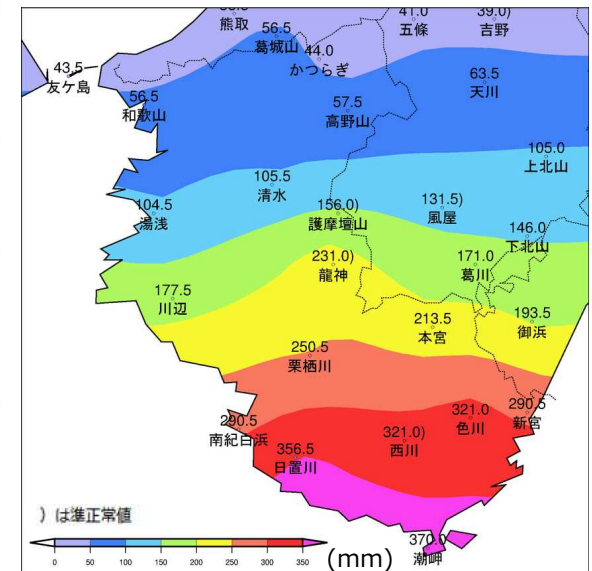 熊取
56.5
葛城山
44.0
かつらぎ
41.0
五條
39.0)
吉野
43.5
友ケ島
56.5
和歌山
57.5
高野山
63.5
天川
105.0
上北山
105.5
清水
104.5
湯浅
156.0)
護摩壇山
131.5)
風屋
146.0
下北山
231.0)
龍神
171.0
葛川
177.5
川辺
213.5
本宮
193.5
御浜
250.5
栗栖川
290.5
南紀白浜
356.5
日置川
321.0)
西川
321.0
色川
290.5
新宮
370.0
潮岬
）は準正常値
0 50 100 150 200 250 300 350
(mm)